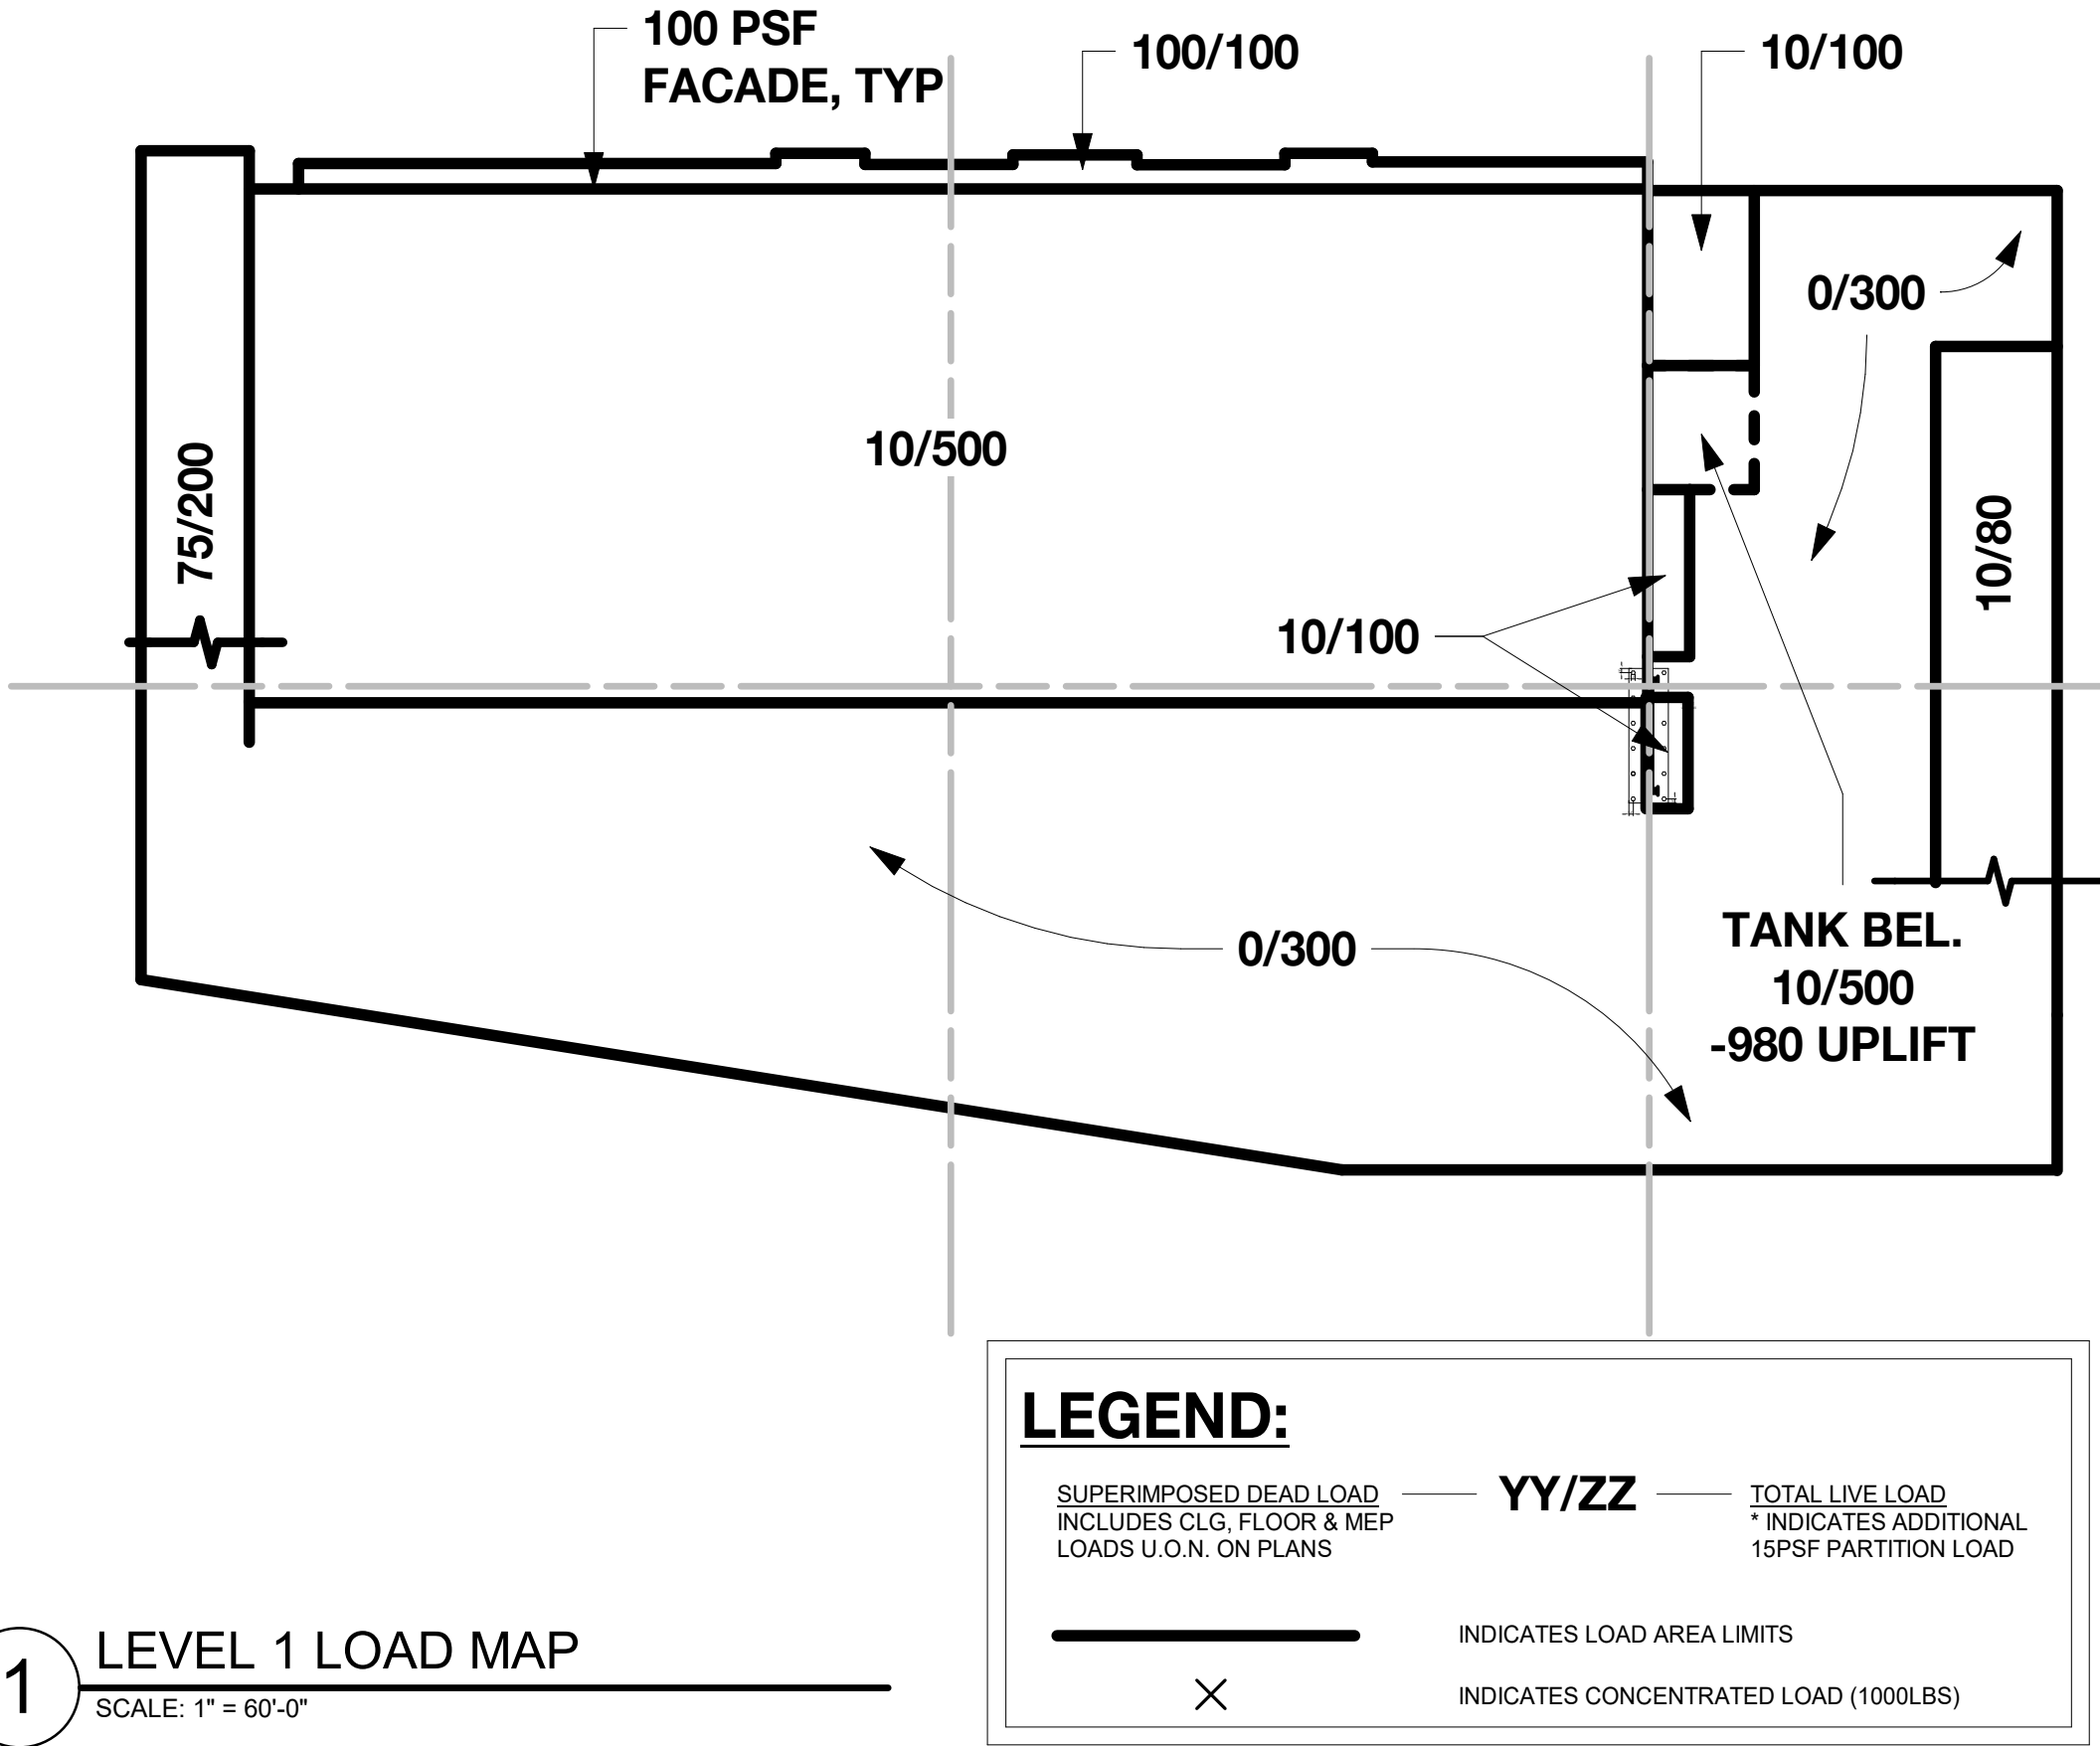 100 PSF
FACADE, TYP
100/100
10/100
0/300
10/500
75/200
10/80
10/100
0/300
TANK BEL.
10/500
-980 UPLIFT
LEGEND:
SUPERIMPOSED DEAD LOAD
INCLUDES CLG, FLOOR & MEP
LOADS U.O.N. ON PLANS
YY/ZZ
TOTAL LIVE LOAD
* INDICATES ADDITIONAL
15PSF PARTITION LOAD
INDICATES LOAD AREA LIMITS
INDICATES CONCENTRATED LOAD (1000LBS)
1
LEVEL 1 LOAD MAP
SCALE: 1" = 60'-0"